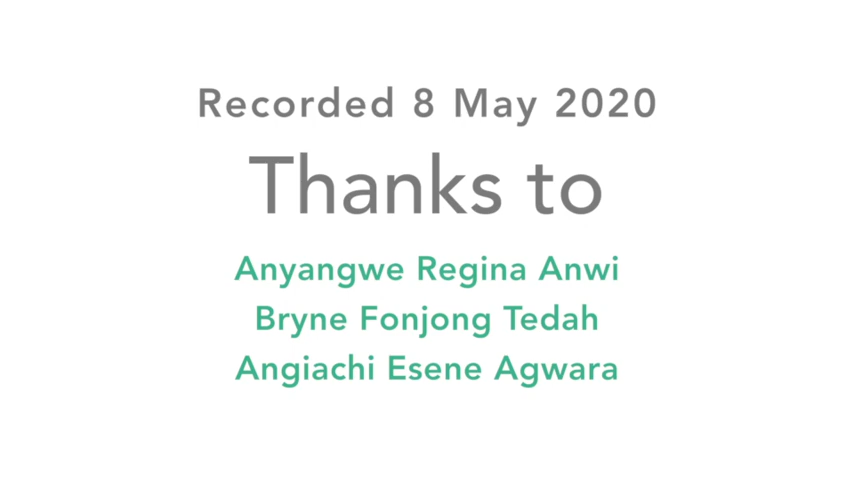 Recorded 8 May 2020
Thanks to
Anyangwe Regina Anwi
Bryne Fonjong Tedah
Angiachi Esene Agwara